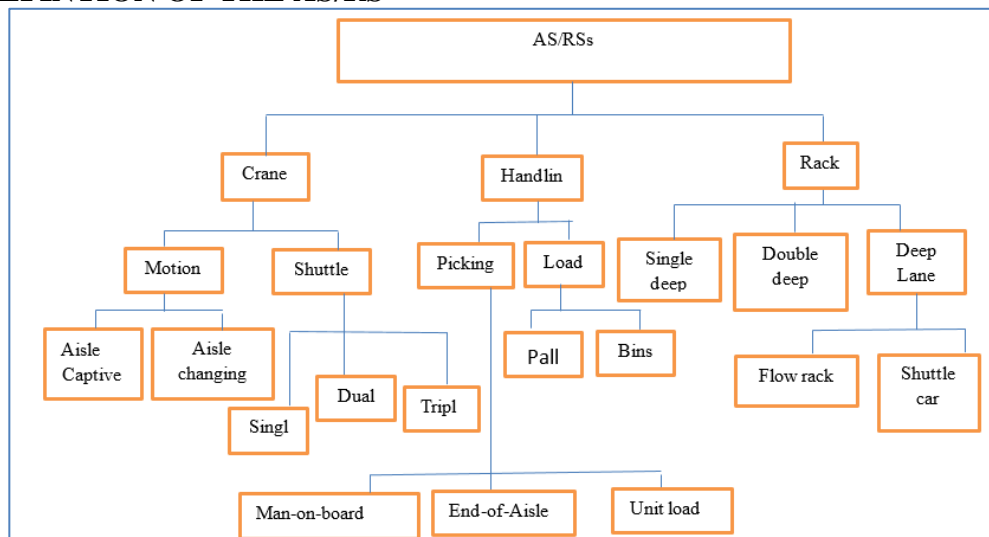 AS/RSs
Crane
Handlin
Rack
Motion
Shuttle
Picking
Load
Single
deep
Double
deep
Deep
Lane
Aisle
Captive
Aisle
changing
Singl
Dual
Tripl
Pall
Bins
Flow rack
Shuttle
car
Man-on-board
End-of-Aisle
Unit load